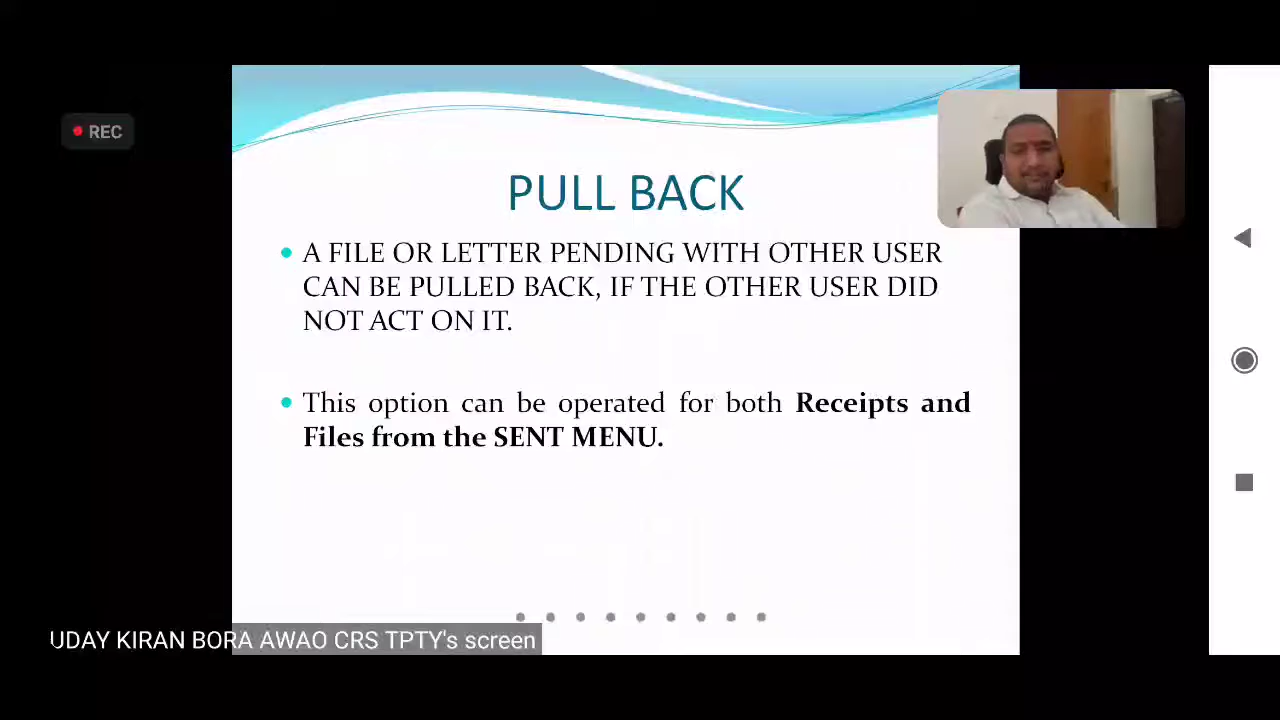 REC
PULL BACK
A FILE OR LETTER PENDING WITH OTHER USER
CAN BE PULLED BACK, IF THE OTHER USER DID
NOT ACT ON IT.
This option can be operated for both Receipts and
Files from the SENT MENU.
UDAY KIRAN BORA AWAO CRS TPTY's screen